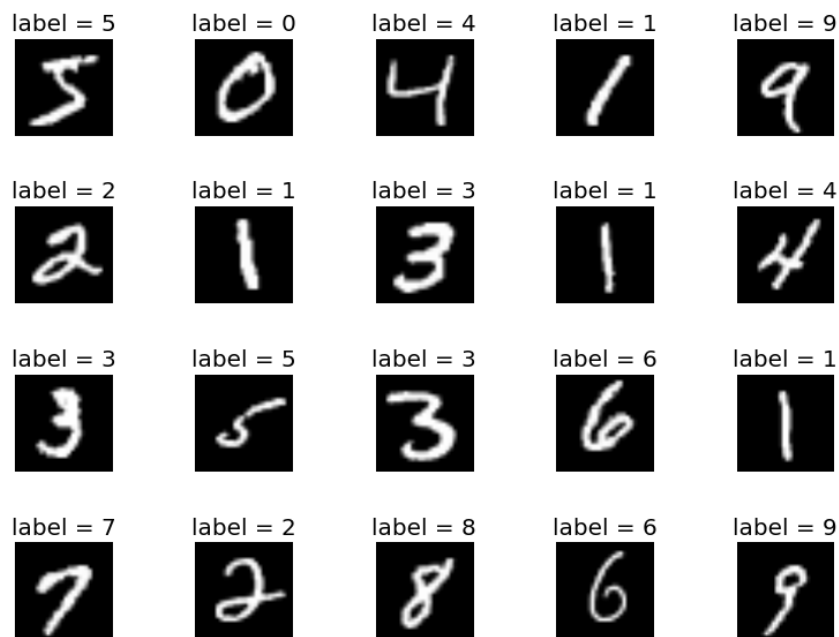 label = 5 label = 0 label = 4 label = 1 label = 9
5 0 4 1 9
label = 2 label = 1 label = 3 label = 1 label = 4
2 1 3 1 4
label = 3 label = 5 label = 3 label = 6 label = 1
3 5 3 6 1
label = 7 label = 2 label = 8 label = 6 label = 9
7 2 8 6 9